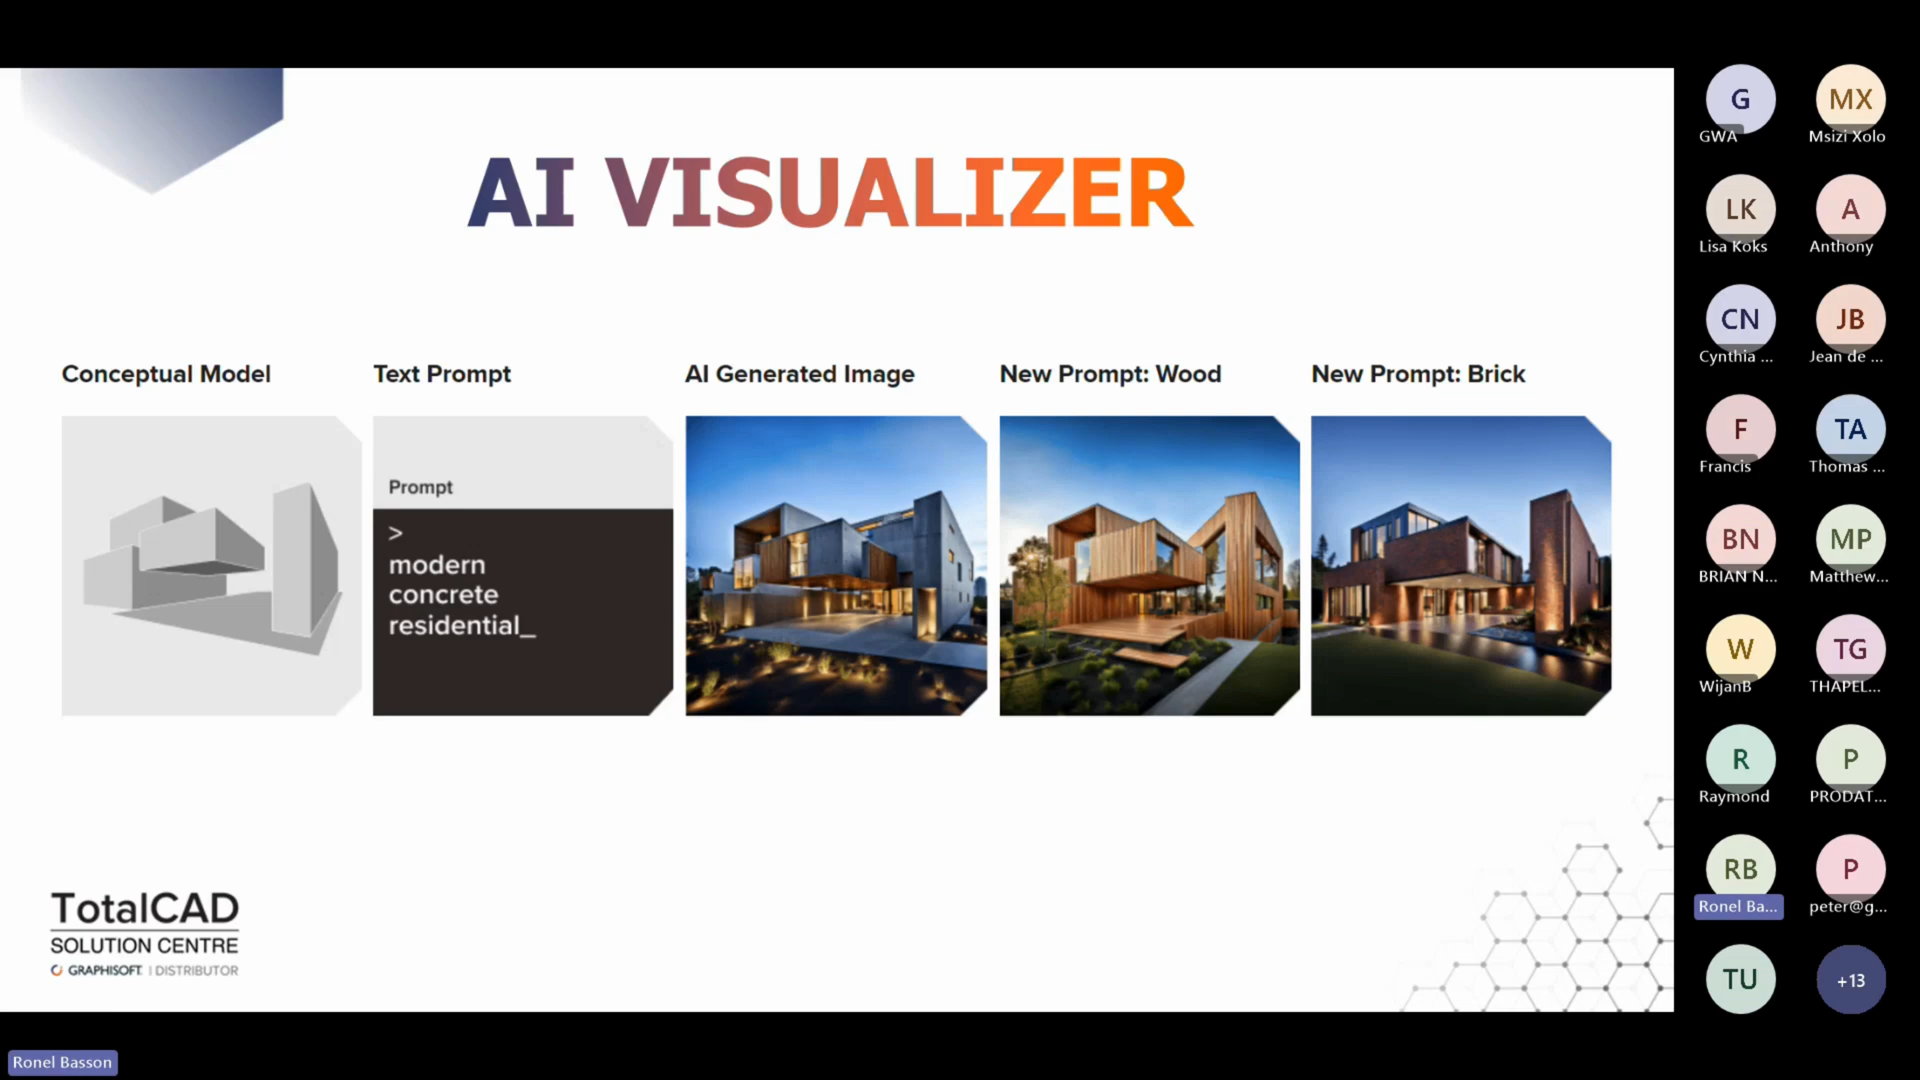 AI VISUALIZER
Conceptual Model
Text Prompt
AI Generated Image
New Prompt: Wood
New Prompt: Brick
Prompt
>
modern
concrete
residential_
TotalCAD
SOLUTION CENTRE
GRAPHISOFT | DISTRIBUTOR
G
GWA
MX
Msizi Xolo
LK
Lisa Koks
A
Anthony
CN
Cynthia ...
JB
Jean de ...
F
Francis
TA
Thomas ...
BN
BRIAN N...
MP
Matthew...
W
WijanB
TG
THAPEL...
R
Raymond
P
PRODAT...
RB
Ronel Ba...
P
peter@g...
TU
+13
Ronel Basson